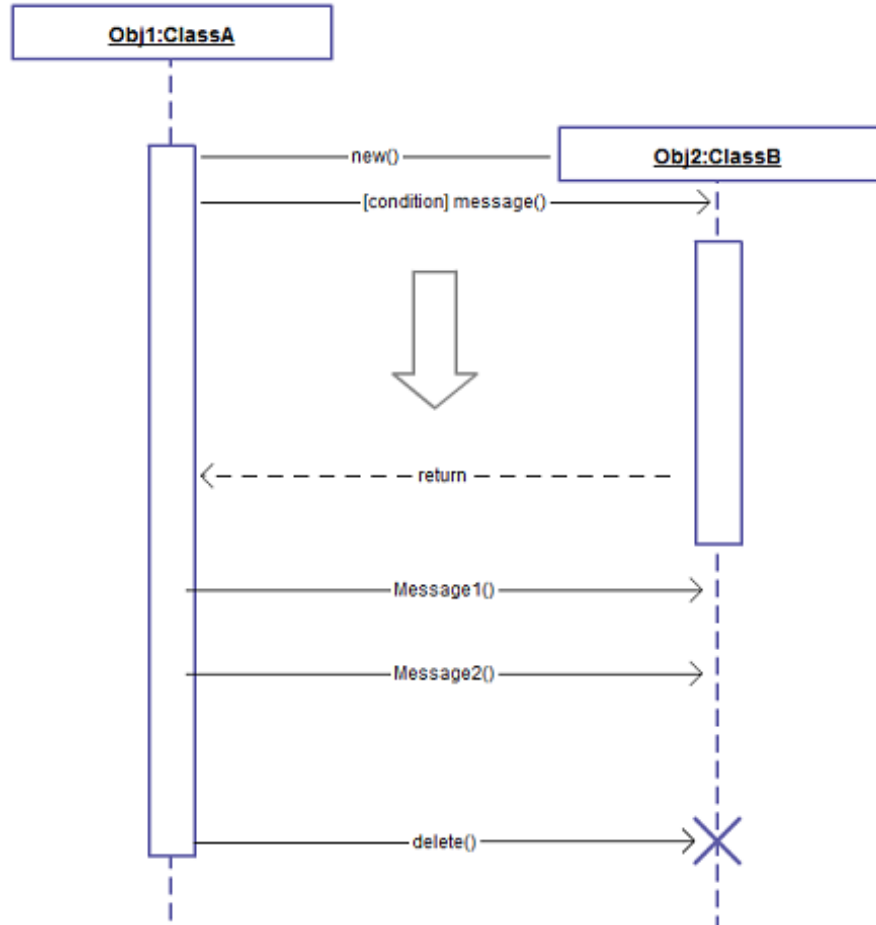 Obj1:ClassA
new()
Obj2:ClassB
[condition] message()
return
Message1()
Message2()
delete()